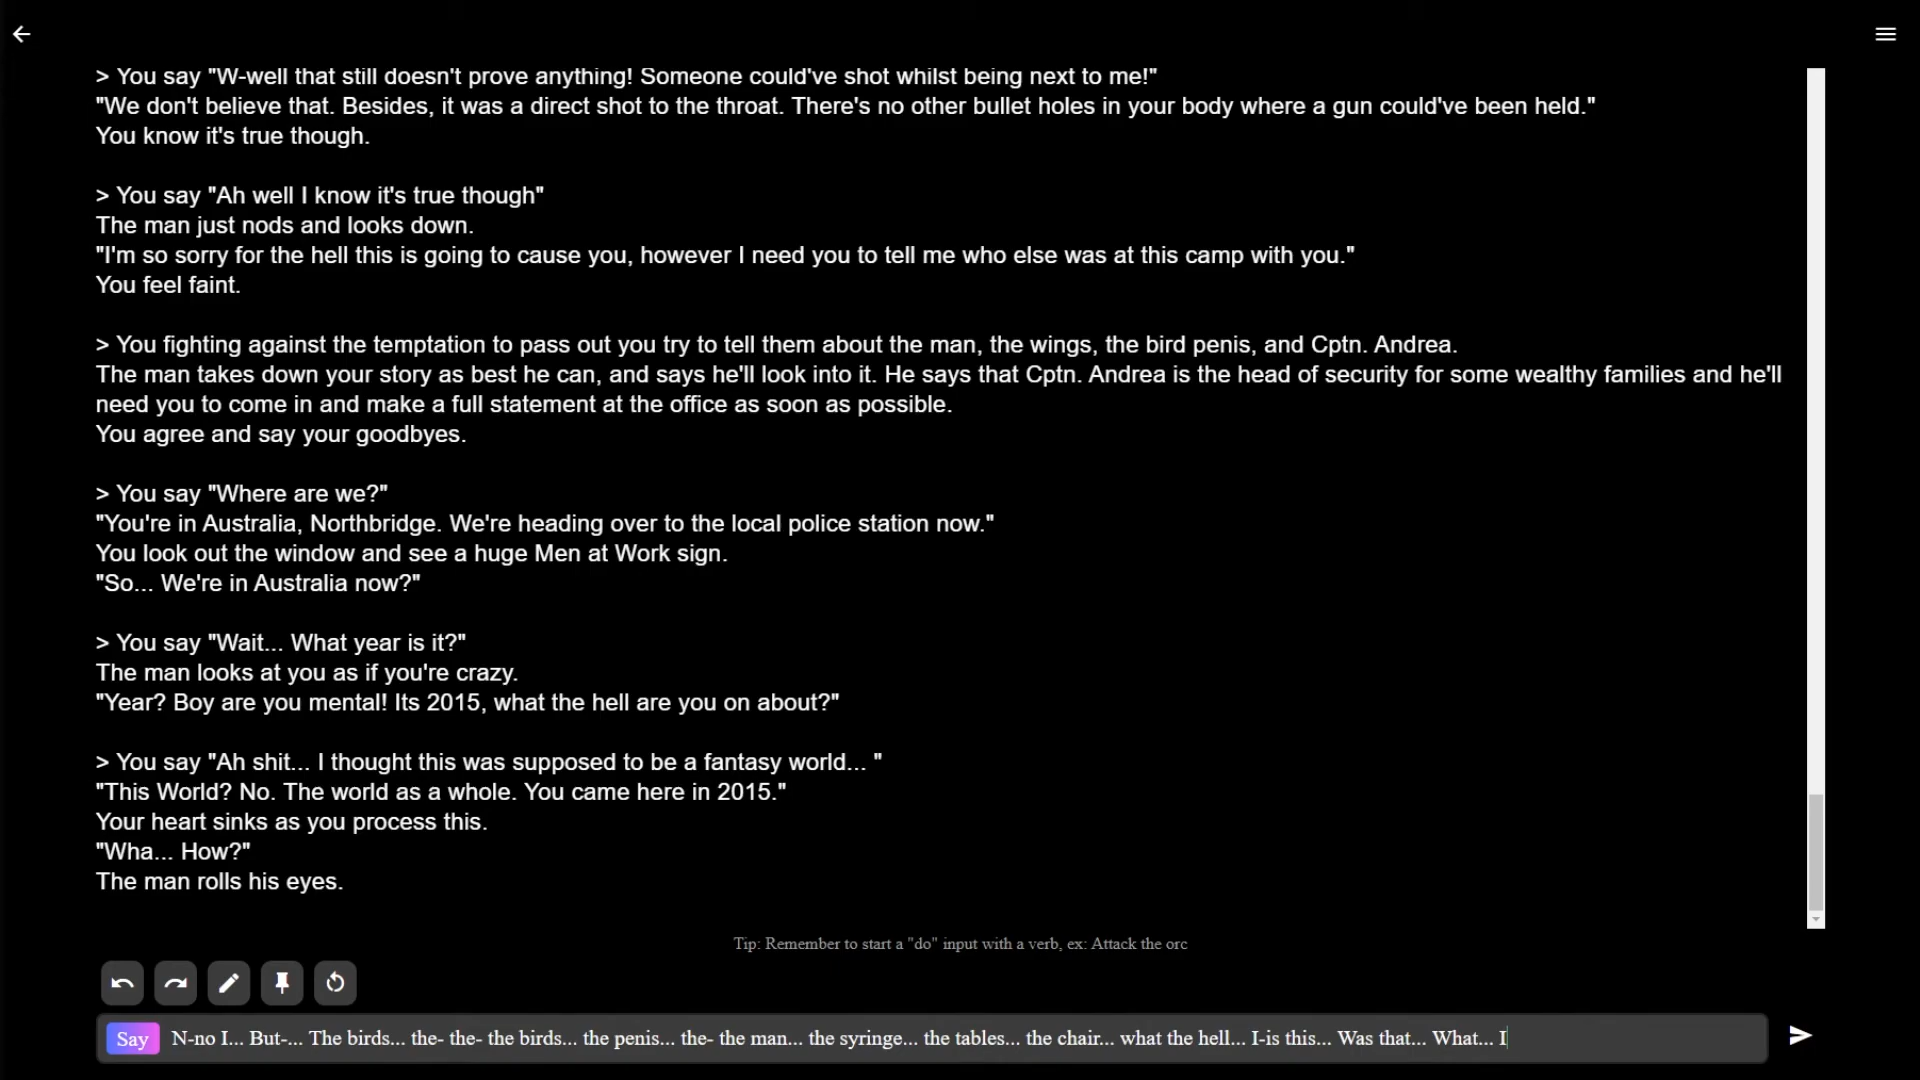 > You say "W-well that still doesn't prove anything! Someone could've shot whilst being next to me!"
"We don't believe that. Besides, it was a direct shot to the throat. There's no other bullet holes in your body where a gun could've been held."
You know it's true though.
> You say "Ah well I know it's true though"
The man just nods and looks down.
"I'm so sorry for the hell this is going to cause you, however I need you to tell me who else was at this camp with you."
You feel faint.
> You fighting against the temptation to pass out you try to tell them about the man, the wings, the bird penis, and Cptn. Andrea.
The man takes down your story as best he can, and says he'll look into it. He says that Cptn. Andrea is the head of security for some wealthy families and he'll
need you to come in and make a full statement at the office as soon as possible.
You agree and say your goodbyes.
> You say "Where are we?"
"You're in Australia, Northbridge. We're heading over to the local police station now."
You look out the window and see a huge Men at Work sign.
"So... We're in Australia now?"
> You say "Wait... What year is it?"
The man looks at you as if you're crazy.
"Year? Boy are you mental! Its 2015, what the hell are you on about?"
> You say "Ah shit... I thought this was supposed to be a fantasy world... "
"This World? No. The world as a whole. You came here in 2015."
Your heart sinks as you process this.
"Wha... How?"
The man rolls his eyes.
Tip: Remember to start a "do" input with a verb, ex: Attack the orc
Say N-no I... But-... The birds... the- the- the birds... the penis... the- the man... the syringe... the tables... the chair... what the hell... I-is this... Was that... What... I